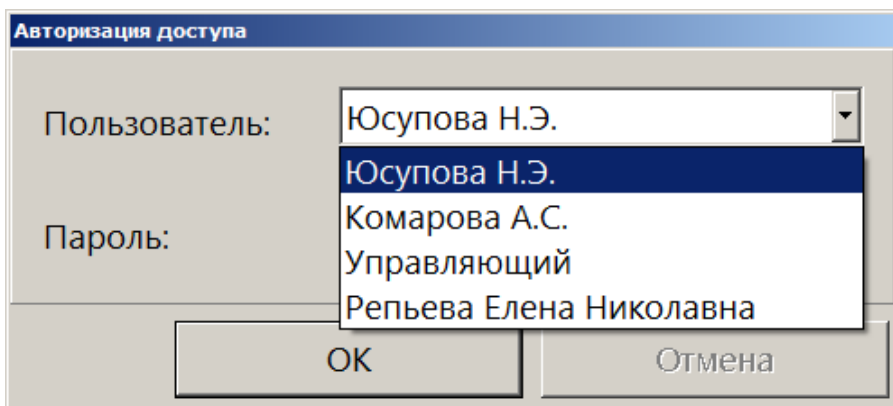 Авторизация доступа
Пользователь:
Юсупова Н.Э.
Юсупова Н.Э.
Комарова А.С.
Управляющий
Репьева Елена Николавна
Пароль:
OK
Отмена